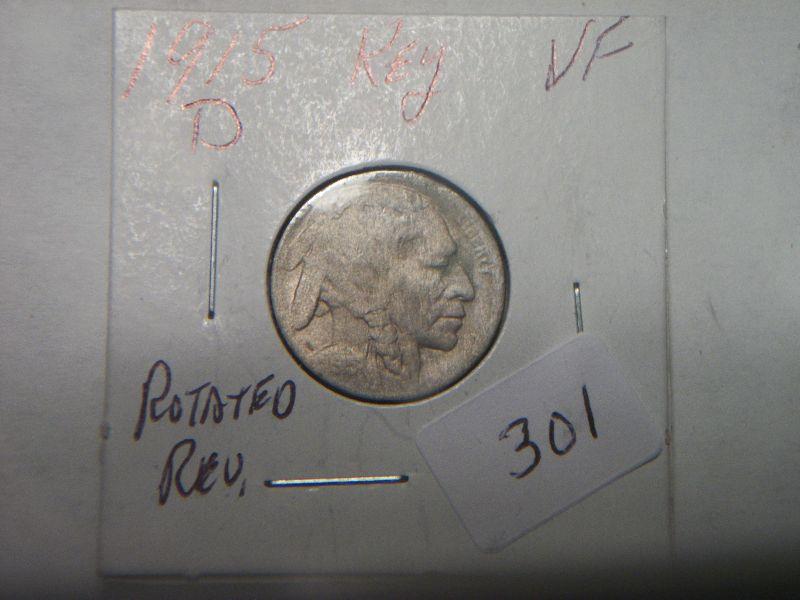 1915 Key VF
D
LIBERTY
ROTATED
REV.
301